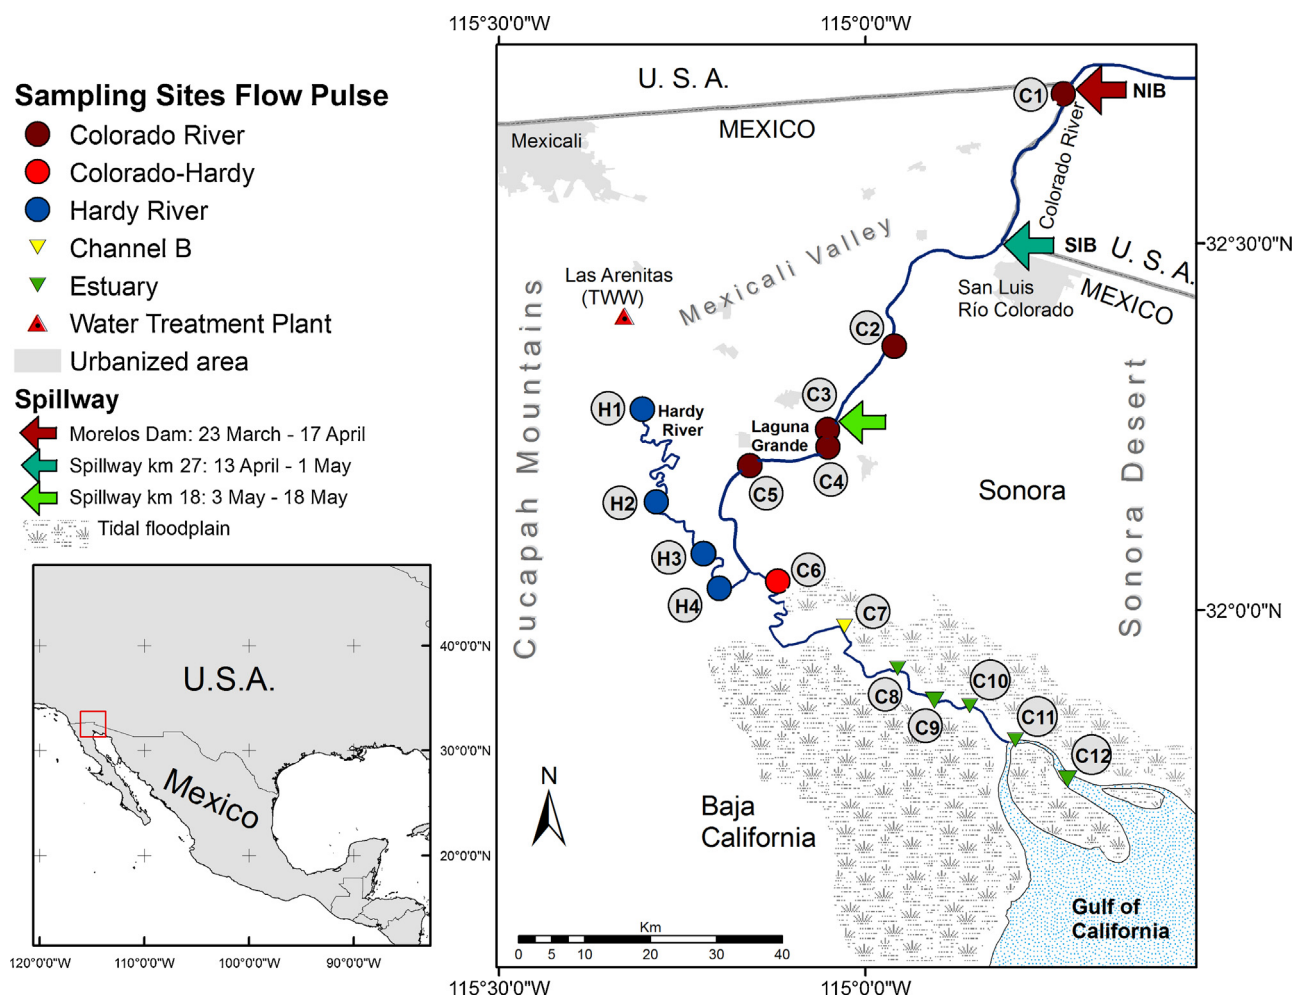 115°30'0"W
115°0'0"W
Sampling Sites Flow Pulse
Colorado River
Colorado-Hardy
Hardy River
Channel B
Estuary
Water Treatment Plant
Urbanized area
Spillway
Morelos Dam: 23 March - 17 April
Spillway km 27: 13 April - 1 May
Spillway km 18: 3 May - 18 May
Tidal floodplain
U. S. A.
MEXICO
Mexicali
C1
NIB
Colorado River
SIB
U. S. A.
MEXICO
32°30'0"N
San Luis
Río Colorado
Mexicali Valley
Las Arenitas
(TWW)
Cucapah Mountains
C2
C3
Laguna
Grande
C4
C5
H1
Hardy
River
H2
H3
H4
Sonora
Sonora Desert
C6
C7
32°0'0"N
C8
C9
C10
C11
C12
N
Baja
California
Gulf of
California
Km
0 5 10 20 30 40
115°30'0"W
115°0'0"W
U.S.A.
Mexico
40°0'0"N
30°0'0"N
20°0'0"N
120°0'0"W
110°0'0"W
100°0'0"W
90°0'0"W